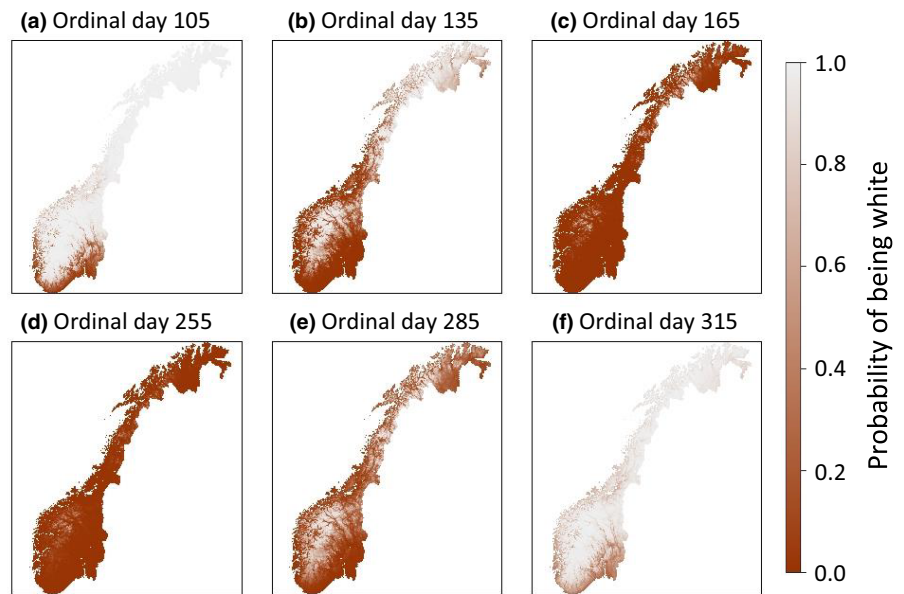 (a) Ordinal day 105
(b) Ordinal day 135
(c) Ordinal day 165
(d) Ordinal day 255
(e) Ordinal day 285
(f) Ordinal day 315
1.0
0.8
0.6
0.4
0.2
0.0
Probability of being white